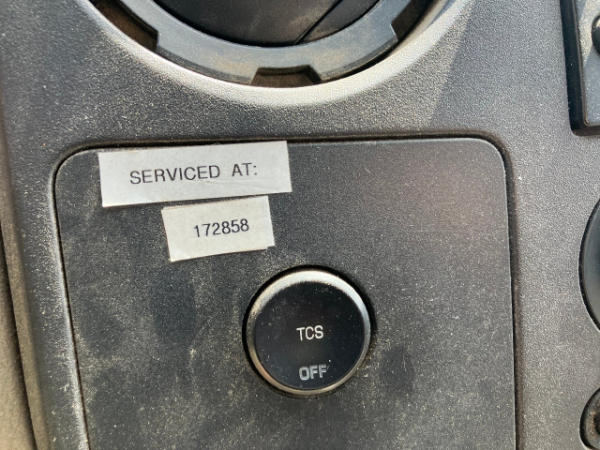 SERVICED AT:
172858
TCS
OFF